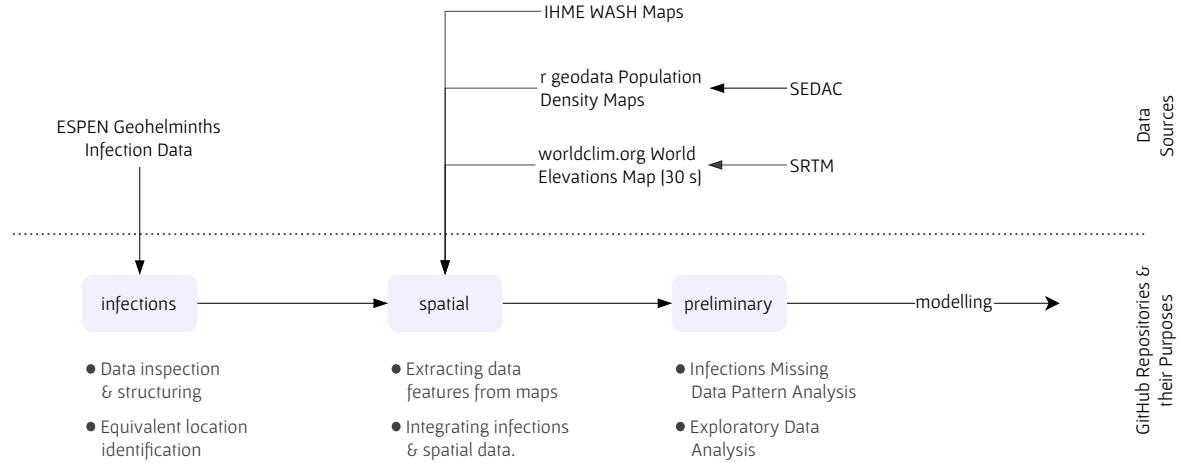 IHME WASH Maps
r geodata Population
Density Maps
SEDAC
ESPEN Geohelminths
Infection Data
worldclim.org World
Elevations Map (30 s)
SRTM
Data
Sources
infections
spatial
preliminary
modelling
Data inspection
& structuring
Equivalent location
identification
Extracting data
features from maps
Integrating infections
& spatial data.
Infections Missing
Data Pattern Analysis
Exploratory Data
Analysis
GitHub Repositories &
their Purposes